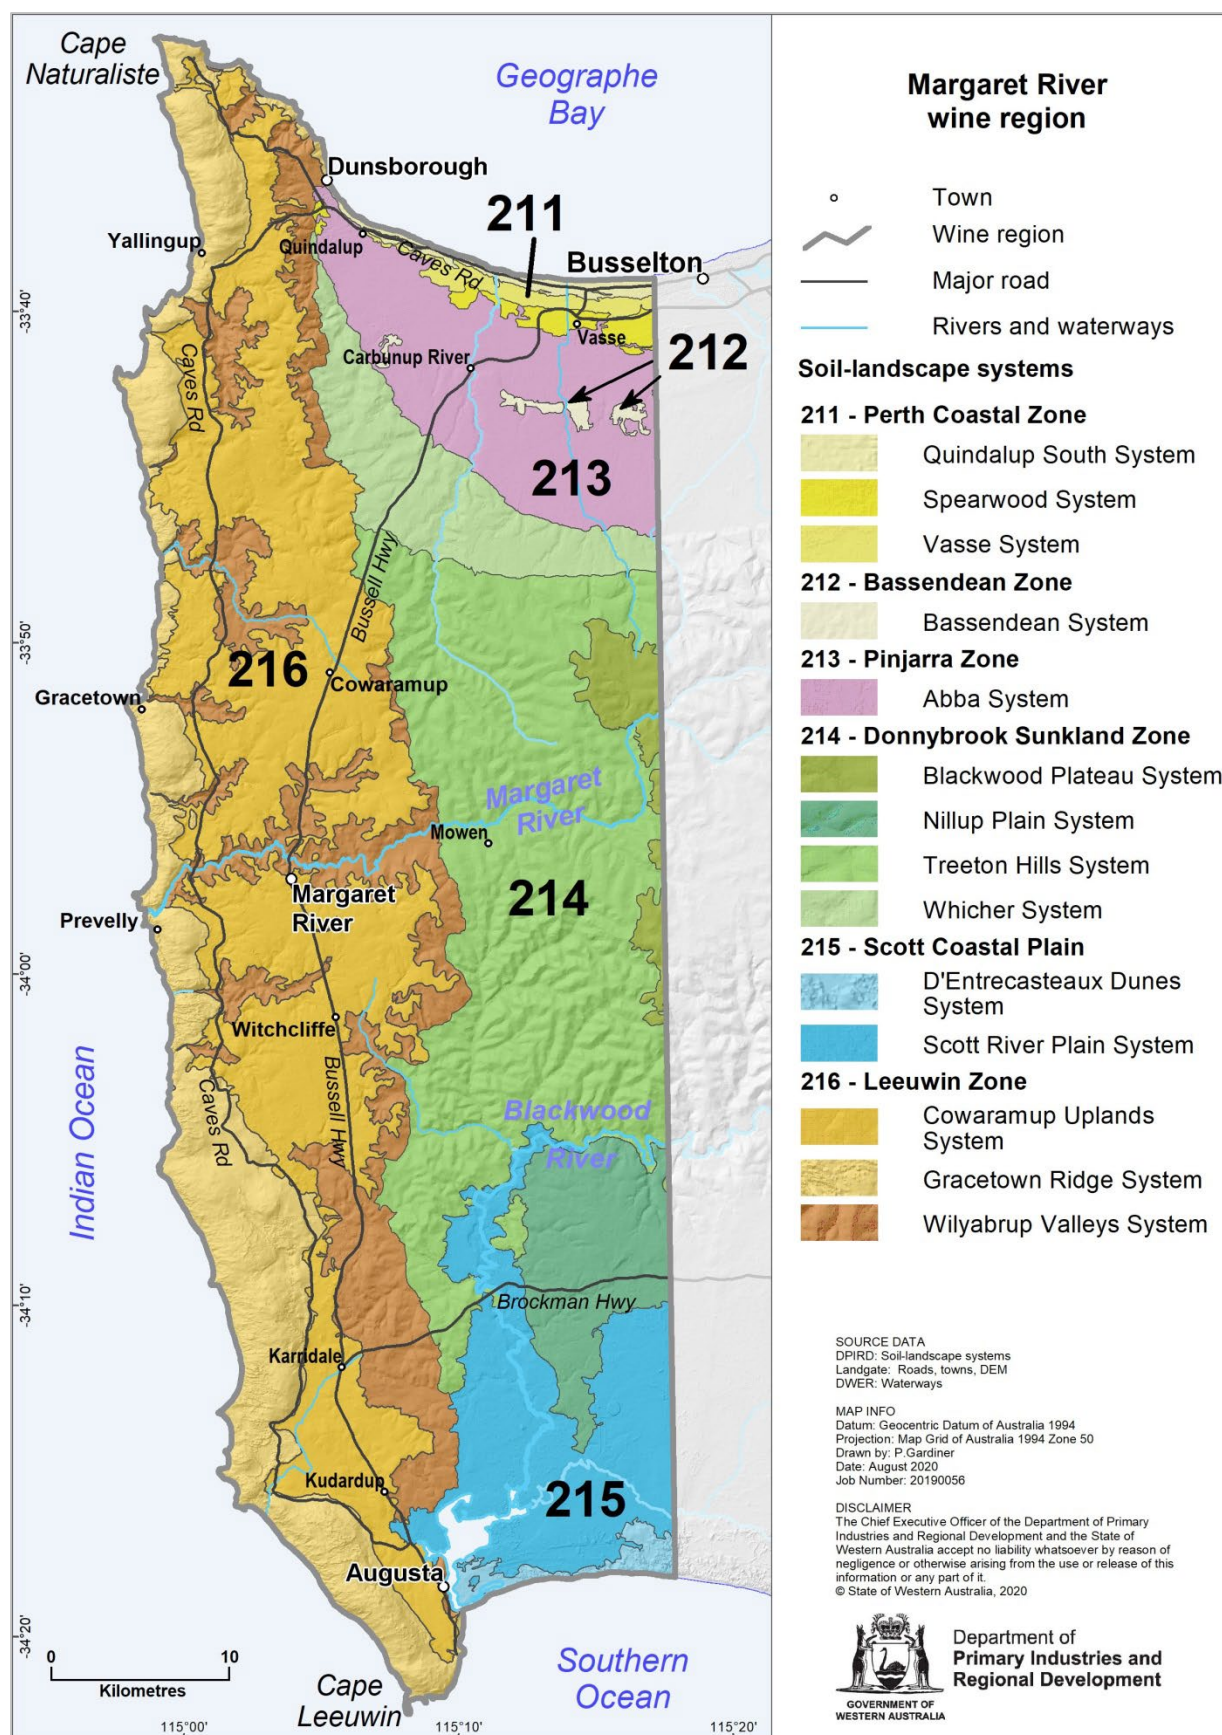 Cape
Naturaliste
Geographe
Bay
Dunsborough
211
Yallingup
Quindalup
Caves Rd
Busselton
-33°40'
Vasse
212
Carbunup River
Caves Rd
213
Bussell Hwy
-33°50'
216
Cowaramup
Gracetown
Margaret
River
Mowen
214
Margaret
River
Prevelly
-34°00'
Witchcliffe
Indian Ocean
Caves Rd
Bussell Hwy
Blackwood
River
-34°10'
Brockman Hwy
Karridale
Kudardup
215
Augusta
-34°20'
0 10
Kilometres
Cape
Leeuwin
Southern
Ocean
115°00' 115°10' 115°20'
Margaret River
wine region
Town
Wine region
Major road
Rivers and waterways
Soil-landscape systems
211 - Perth Coastal Zone
Quindalup South System
Spearwood System
Vasse System
212 - Bassendean Zone
Bassendean System
213 - Pinjarra Zone
Abba System
214 - Donnybrook Sunkland Zone
Blackwood Plateau System
Nillup Plain System
Treeton Hills System
Whicher System
215 - Scott Coastal Plain
D'Entrecasteaux Dunes
System
Scott River Plain System
216 - Leeuwin Zone
Cowaramup Uplands
System
Gracetown Ridge System
Wilyabrup Valleys System
SOURCE DATA
DPIRD: Soil-landscape systems
Landgate: Roads, towns, DEM
DWER: Waterways
MAP INFO
Datum: Geocentric Datum of Australia 1994
Projection: Map Grid of Australia 1994 Zone 50
Drawn by: P.Gardiner
Date: August 2020
Job Number: 20190056
DISCLAIMER
The Chief Executive Officer of the Department of Primary
Industries and Regional Development and the State of
Western Australia accept no liability whatsoever by reason of
negligence or otherwise arising from the use or release of this
information or any part of it.
© State of Western Australia, 2020
GOVERNMENT OF
WESTERN AUSTRALIA
Department of
Primary Industries and
Regional Development